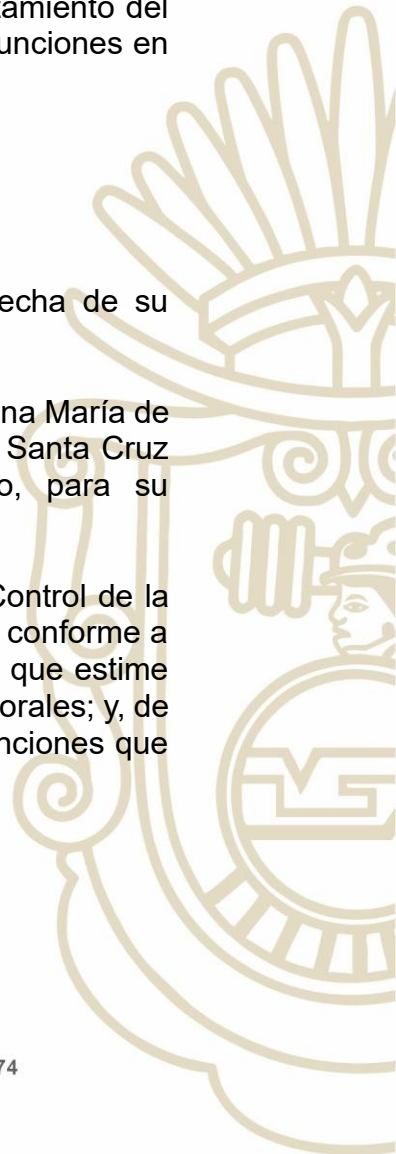 tamiento del
unciones en
echa de su
na María de
Santa Cruz
o, para su
Control de la
conforme a
que estime
orales; y, de
nciones que
74